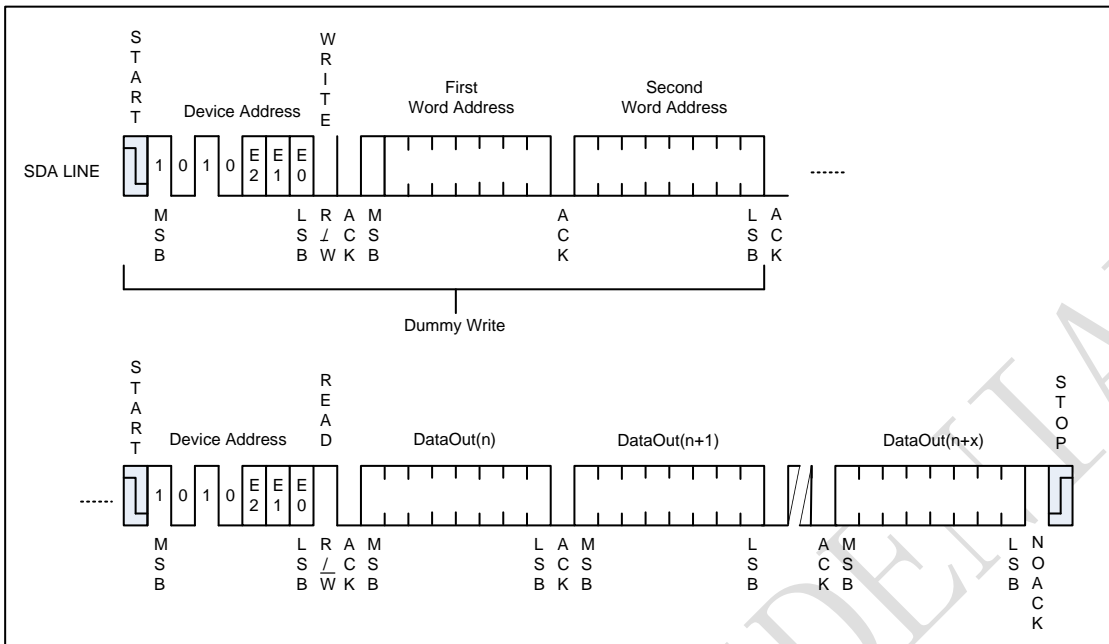 START
WRITE
Device Address
First
Word Address
Second
Word Address
SDA LINE
1 0 1 0 E2 E1 E0
......
MSB LSB R/W ACK MSB ACK LSB ACK
Dummy Write
START
READ
STOP
Device Address
DataOut(n)
DataOut(n+1)
DataOut(n+x)
......
1 0 1 0 E2 E1 E0
MSB LSB R/W ACK MSB LSB ACK MSB LSB ACK MSB LSB NOACK